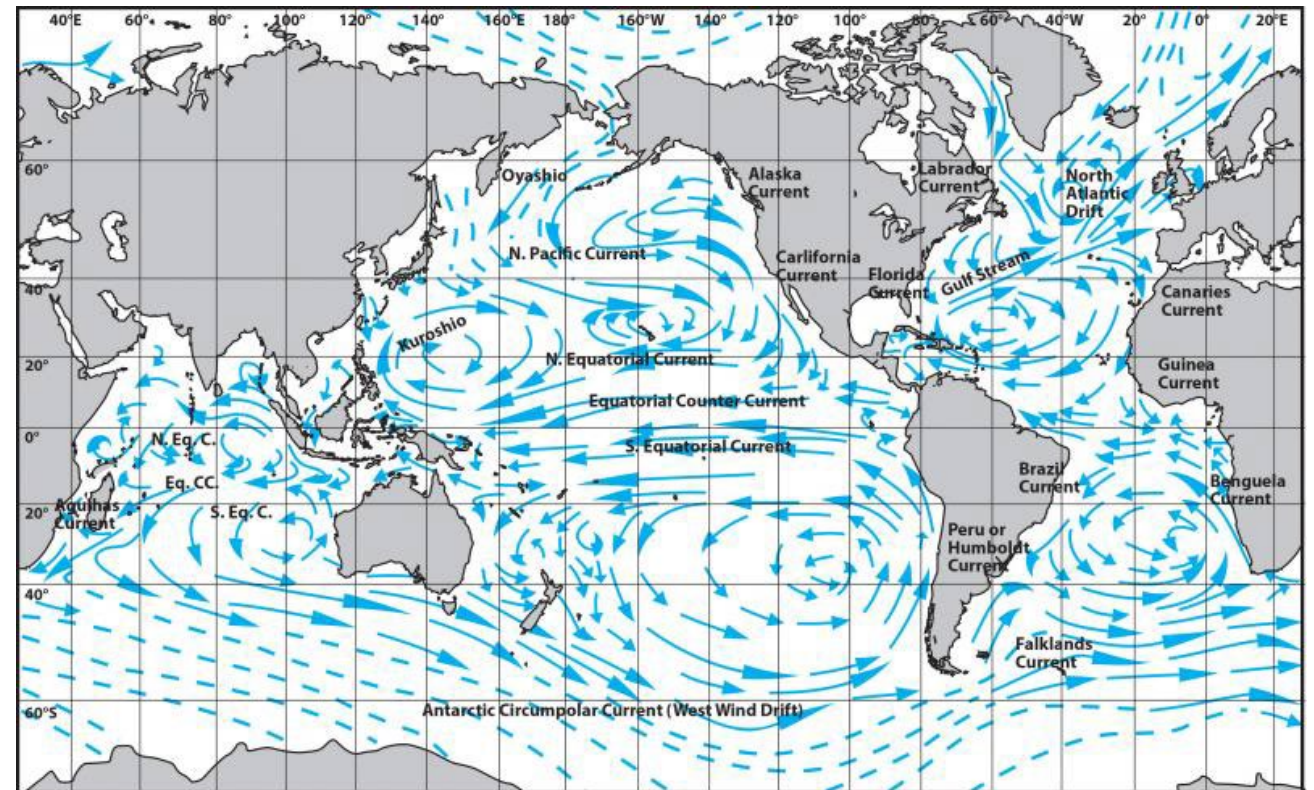 40°E 60° 80° 100° 120° 140° 160°E 180° 160°W 140° 120° 100° 80° 60° 40°W 20° 0° 20°E
60°
Oyashio
Alaska
Current
Labrador
Current
North
Atlantic
Drift
N. Pacific Current
Carlifornia
Current
Florida
Current
Gulf Stream
40°
Canaries
Current
Kuroshio
20°
N. Equatorial Current
Guinea
Current
Equatorial Counter Current
0°
N. Eq. C.
S. Equatorial Current
Eq. CC.
Brazil
Current
Benguela
Current
20°
Agulhas
Current
S. Eq. C.
Peru or
Humboldt
Current
40°
Falklands
Current
60°S
Antarctic Circumpolar Current (West Wind Drift)